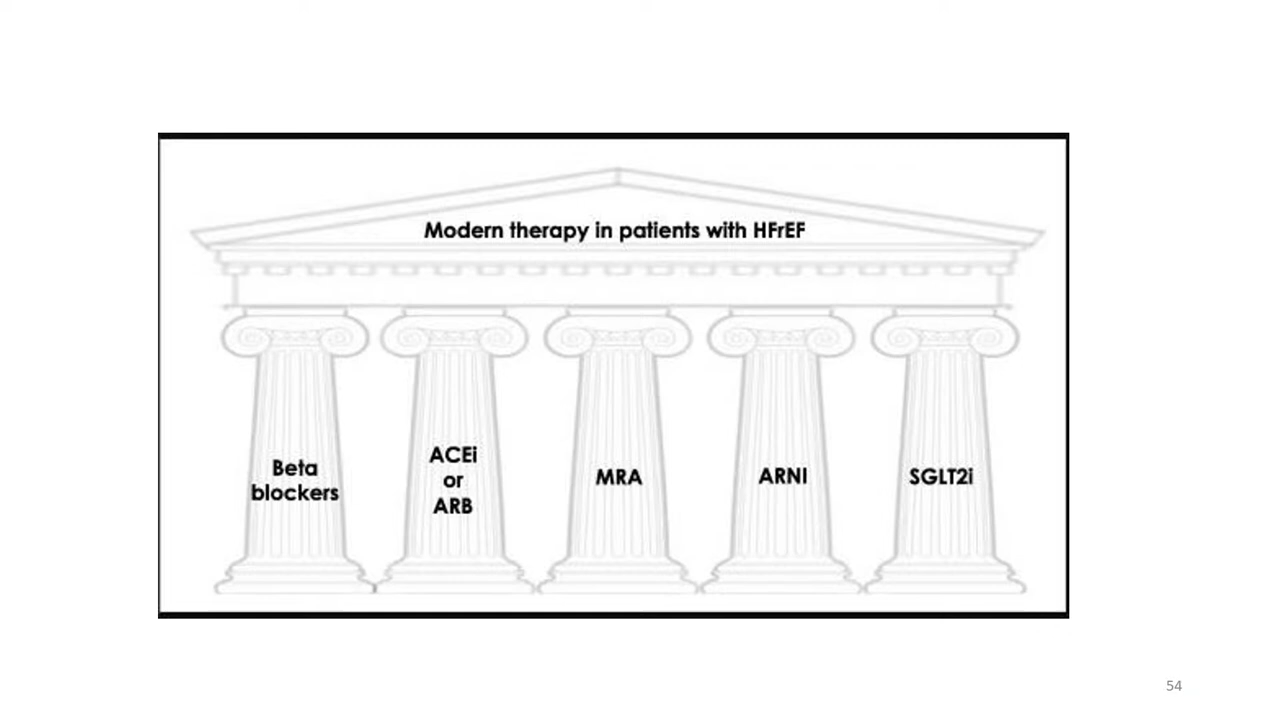 Modern therapy in patients with HFrEF
Beta
blockers
ACEi
or
ARB
MRA
ARNI
SGLT2i
54